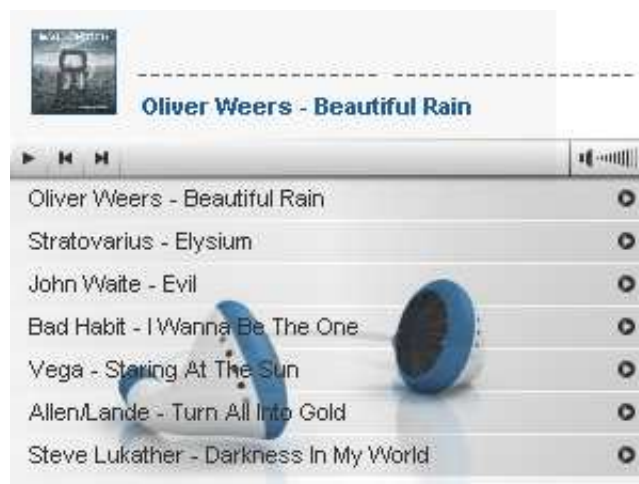 Oliver Weers - Beautiful Rain
Oliver Weers - Beautiful Rain
Stratovarius - Elysium
John Waite - Evil
Bad Habit - I Wanna Be The One
Vega - Staring At The Sun
Allen/Lande - Turn All Into Gold
Steve Lukather - Darkness In My World